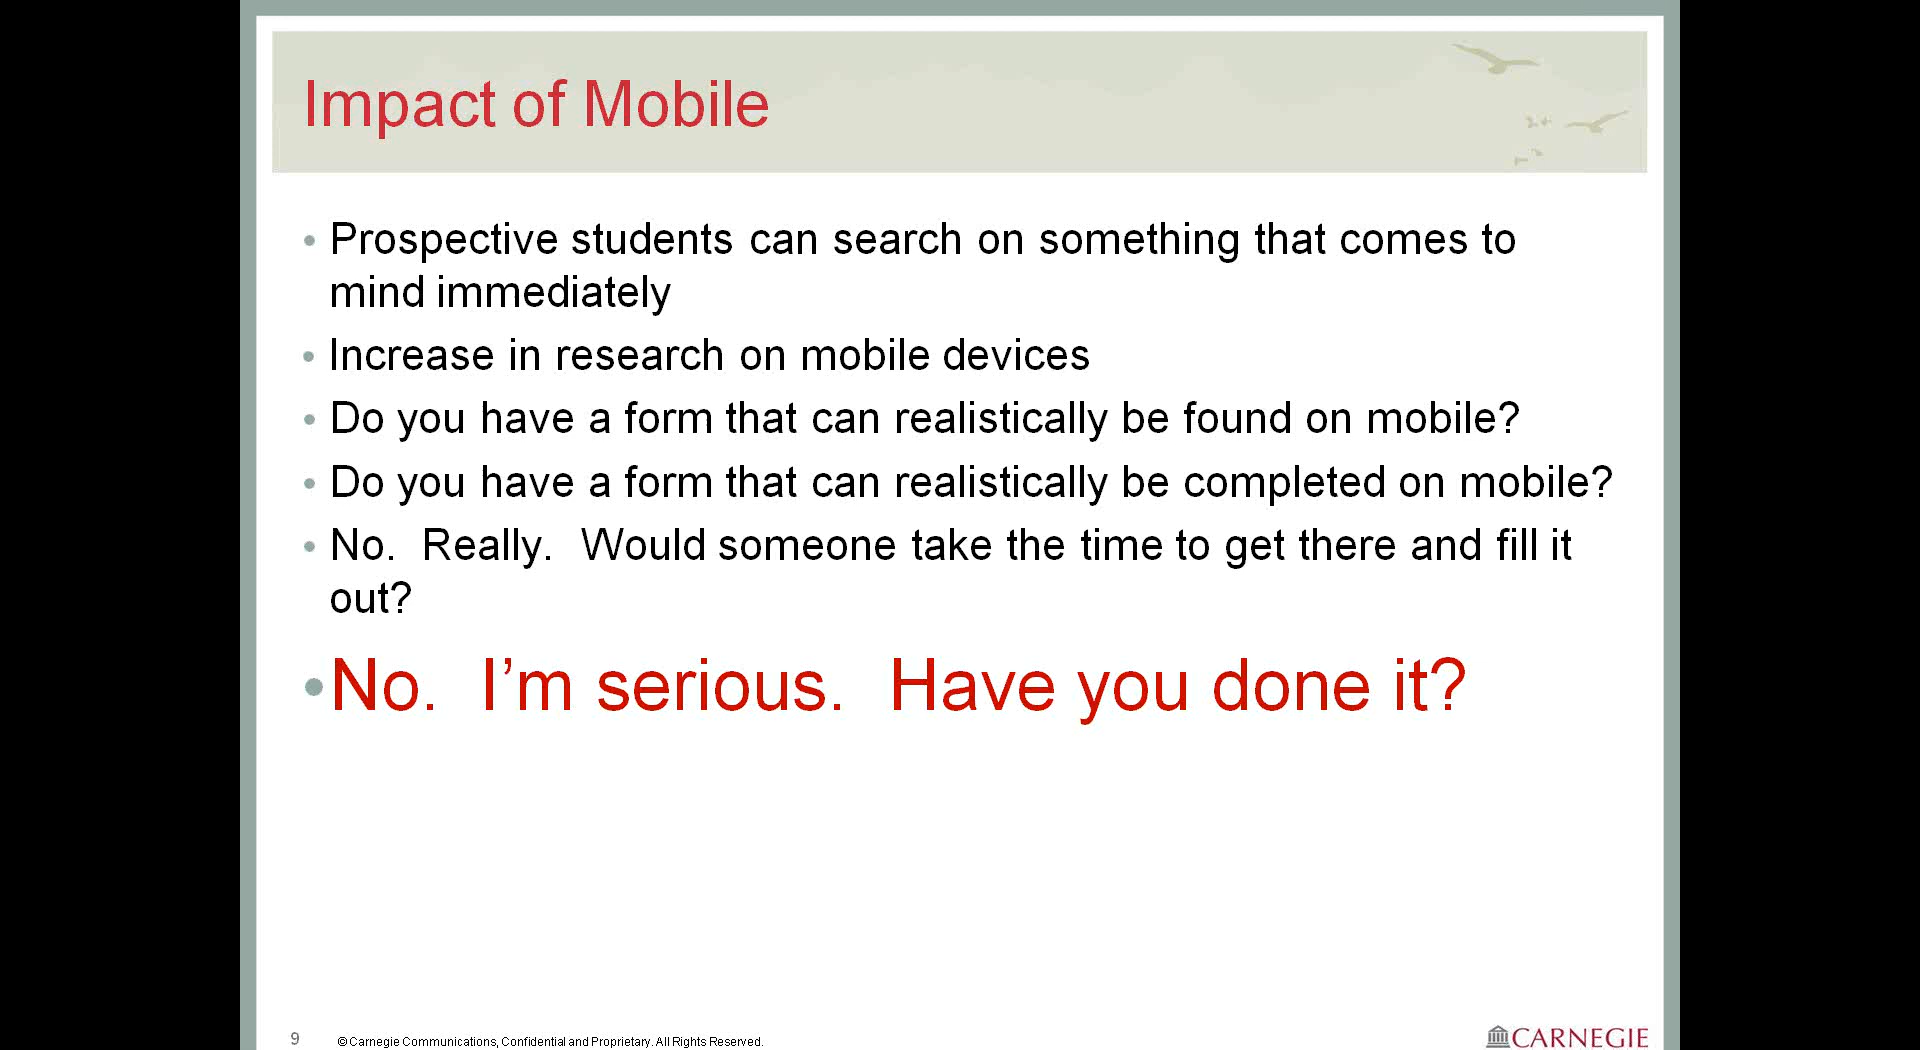 Impact of Mobile
• Prospective students can search on something that comes to
mind immediately
• Increase in research on mobile devices
• Do you have a form that can realistically be found on mobile?
• Do you have a form that can realistically be completed on mobile?
• No.  Really.  Would someone take the time to get there and fill it
out?
• No.  I’m serious.  Have you done it?
9
© Carnegie Communications, Confidential and Proprietary. All Rights Reserved.
CARNEGIE